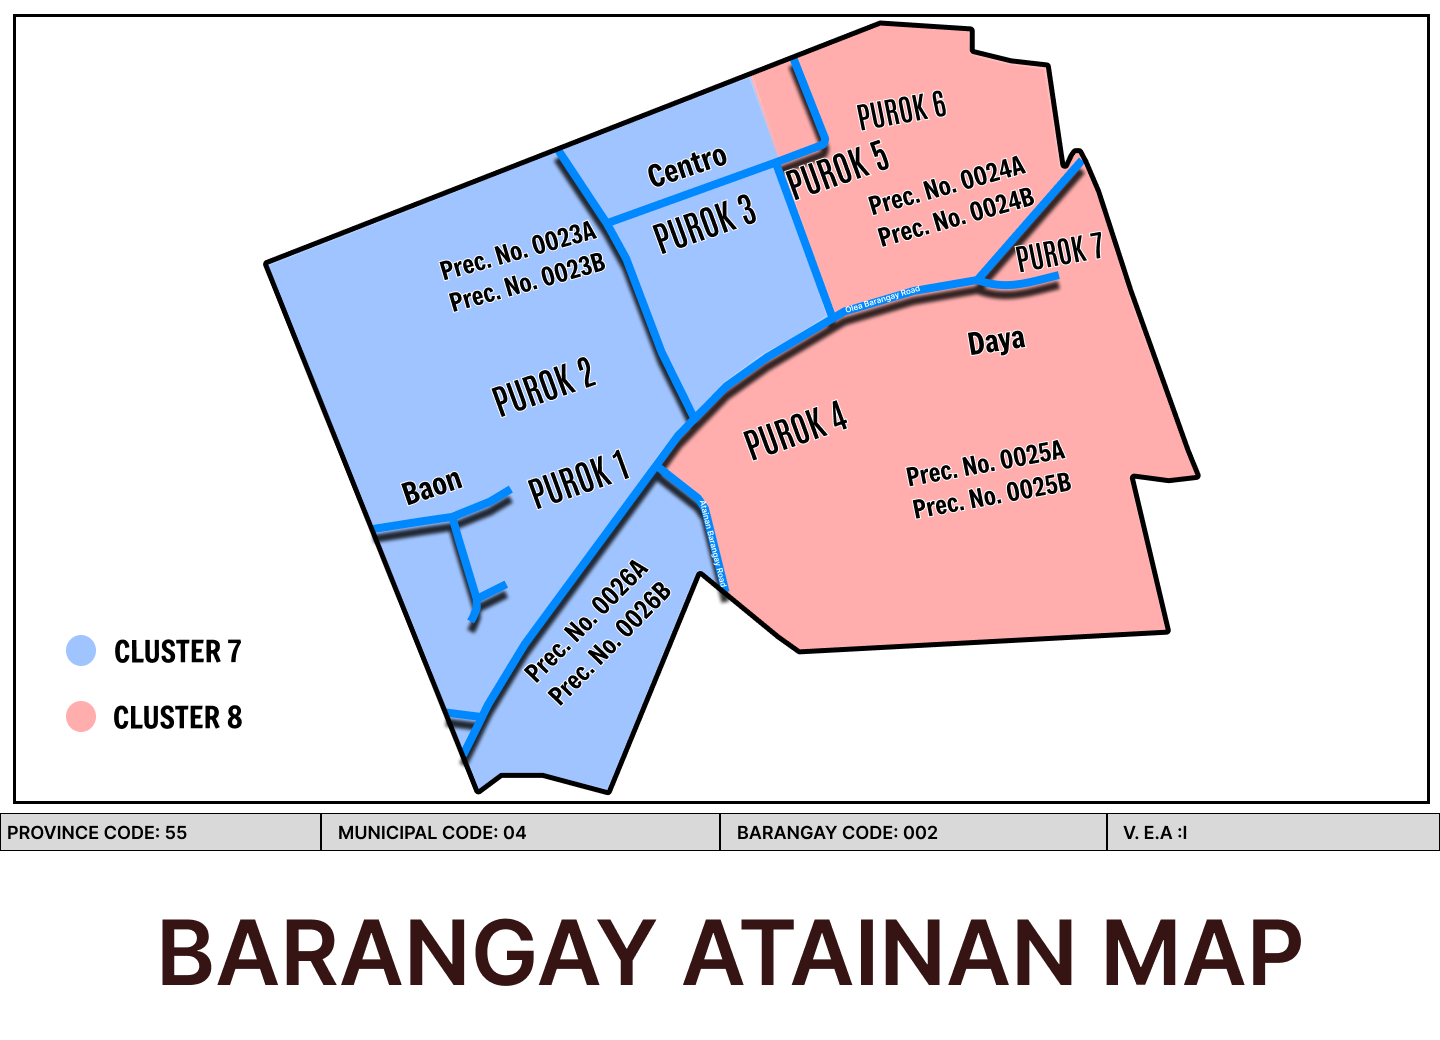 PUROK 6
Centro
PUROK 5
Prec. No. 0024A
Prec. No. 0024B
PUROK 3
Prec. No. 0023A
Prec. No. 0023B
PUROK 7
Olea Barangay Road
Daya
PUROK 2
PUROK 4
Baon
PUROK 1
Prec. No. 0025A
Prec. No. 0025B
Atainan Barangay Road
Prec. No. 0026A
Prec. No. 0026B
CLUSTER 7
CLUSTER 8
PROVINCE CODE: 55
MUNICIPAL CODE: 04
BARANGAY CODE: 002
V. E.A :I
BARANGAY ATAINAN MAP